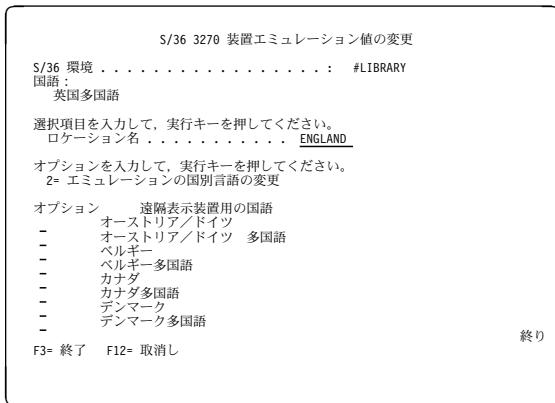 S/36 3270 装置エミュレーション値の変更
S/36 環境 . . . . . . . . . . . . . . . . . : #LIBRARY
国語 :
英国多国語
選択項目を入力して，実行キーを押してください。
ロケーション名 . . . . . . . . . . . ENGLAND
オプションを入力して，実行キーを押してください。
2= エミュレーションの国別言語の変更
オプション 遠隔表示装置用の国語
_ オーストリア／ドイツ
_ オーストリア／ドイツ 多国語
_ ベルギー
_ ベルギー多国語
_ カナダ
_ カナダ多国語
_ デンマーク
_ デンマーク多国語
終り
F3= 終了 F12= 取消し